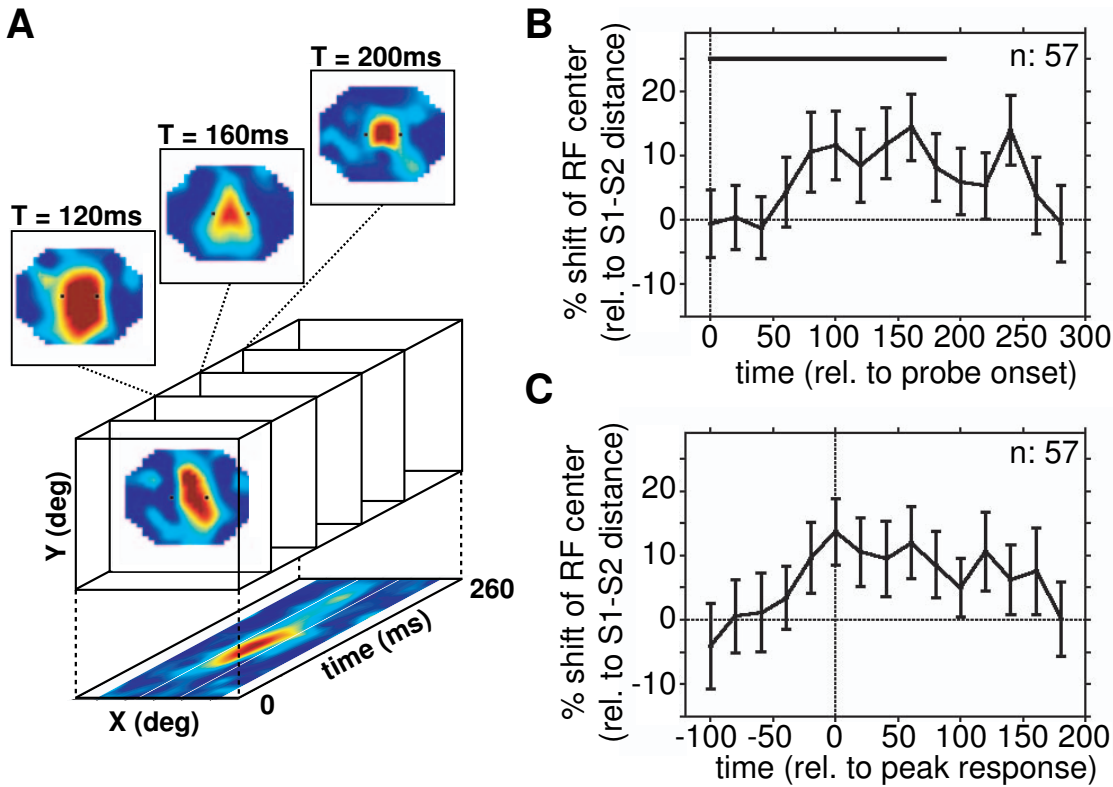 A
T = 200ms
T = 160ms
T = 120ms
Y (deg)
X (deg)
0
time (ms)
260
B
n: 57
% shift of RF center
(rel. to S1-S2 distance)
20
10
0
-10
0
50
100
150
200
250
300
time (rel. to probe onset)
C
n: 57
% shift of RF center
(rel. to S1-S2 distance)
20
10
0
-10
-100
-50
0
50
100
150
200
time (rel. to peak response)